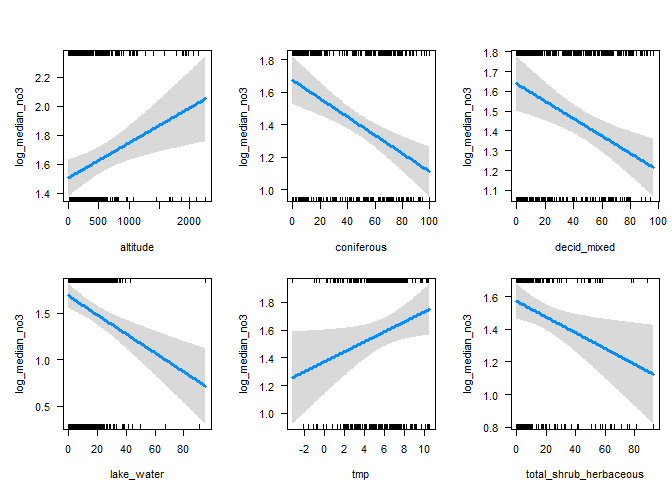 log_median_no3
2.2
2.0
1.8
1.6
1.4
0 500 1000 2000
altitude
log_median_no3
1.8
1.6
1.4
1.2
1.0
0 20 40 60 80 100
coniferous
log_median_no3
1.8
1.7
1.6
1.5
1.4
1.3
1.2
1.1
0 20 40 60 80 100
decid_mixed
log_median_no3
1.5
1.0
0.5
0 20 40 60 80
lake_water
log_median_no3
1.8
1.6
1.4
1.2
1.0
-2 0 2 4 6 8 10
tmp
log_median_no3
1.6
1.4
1.2
1.0
0.8
0 20 40 60 80
total_shrub_herbaceous